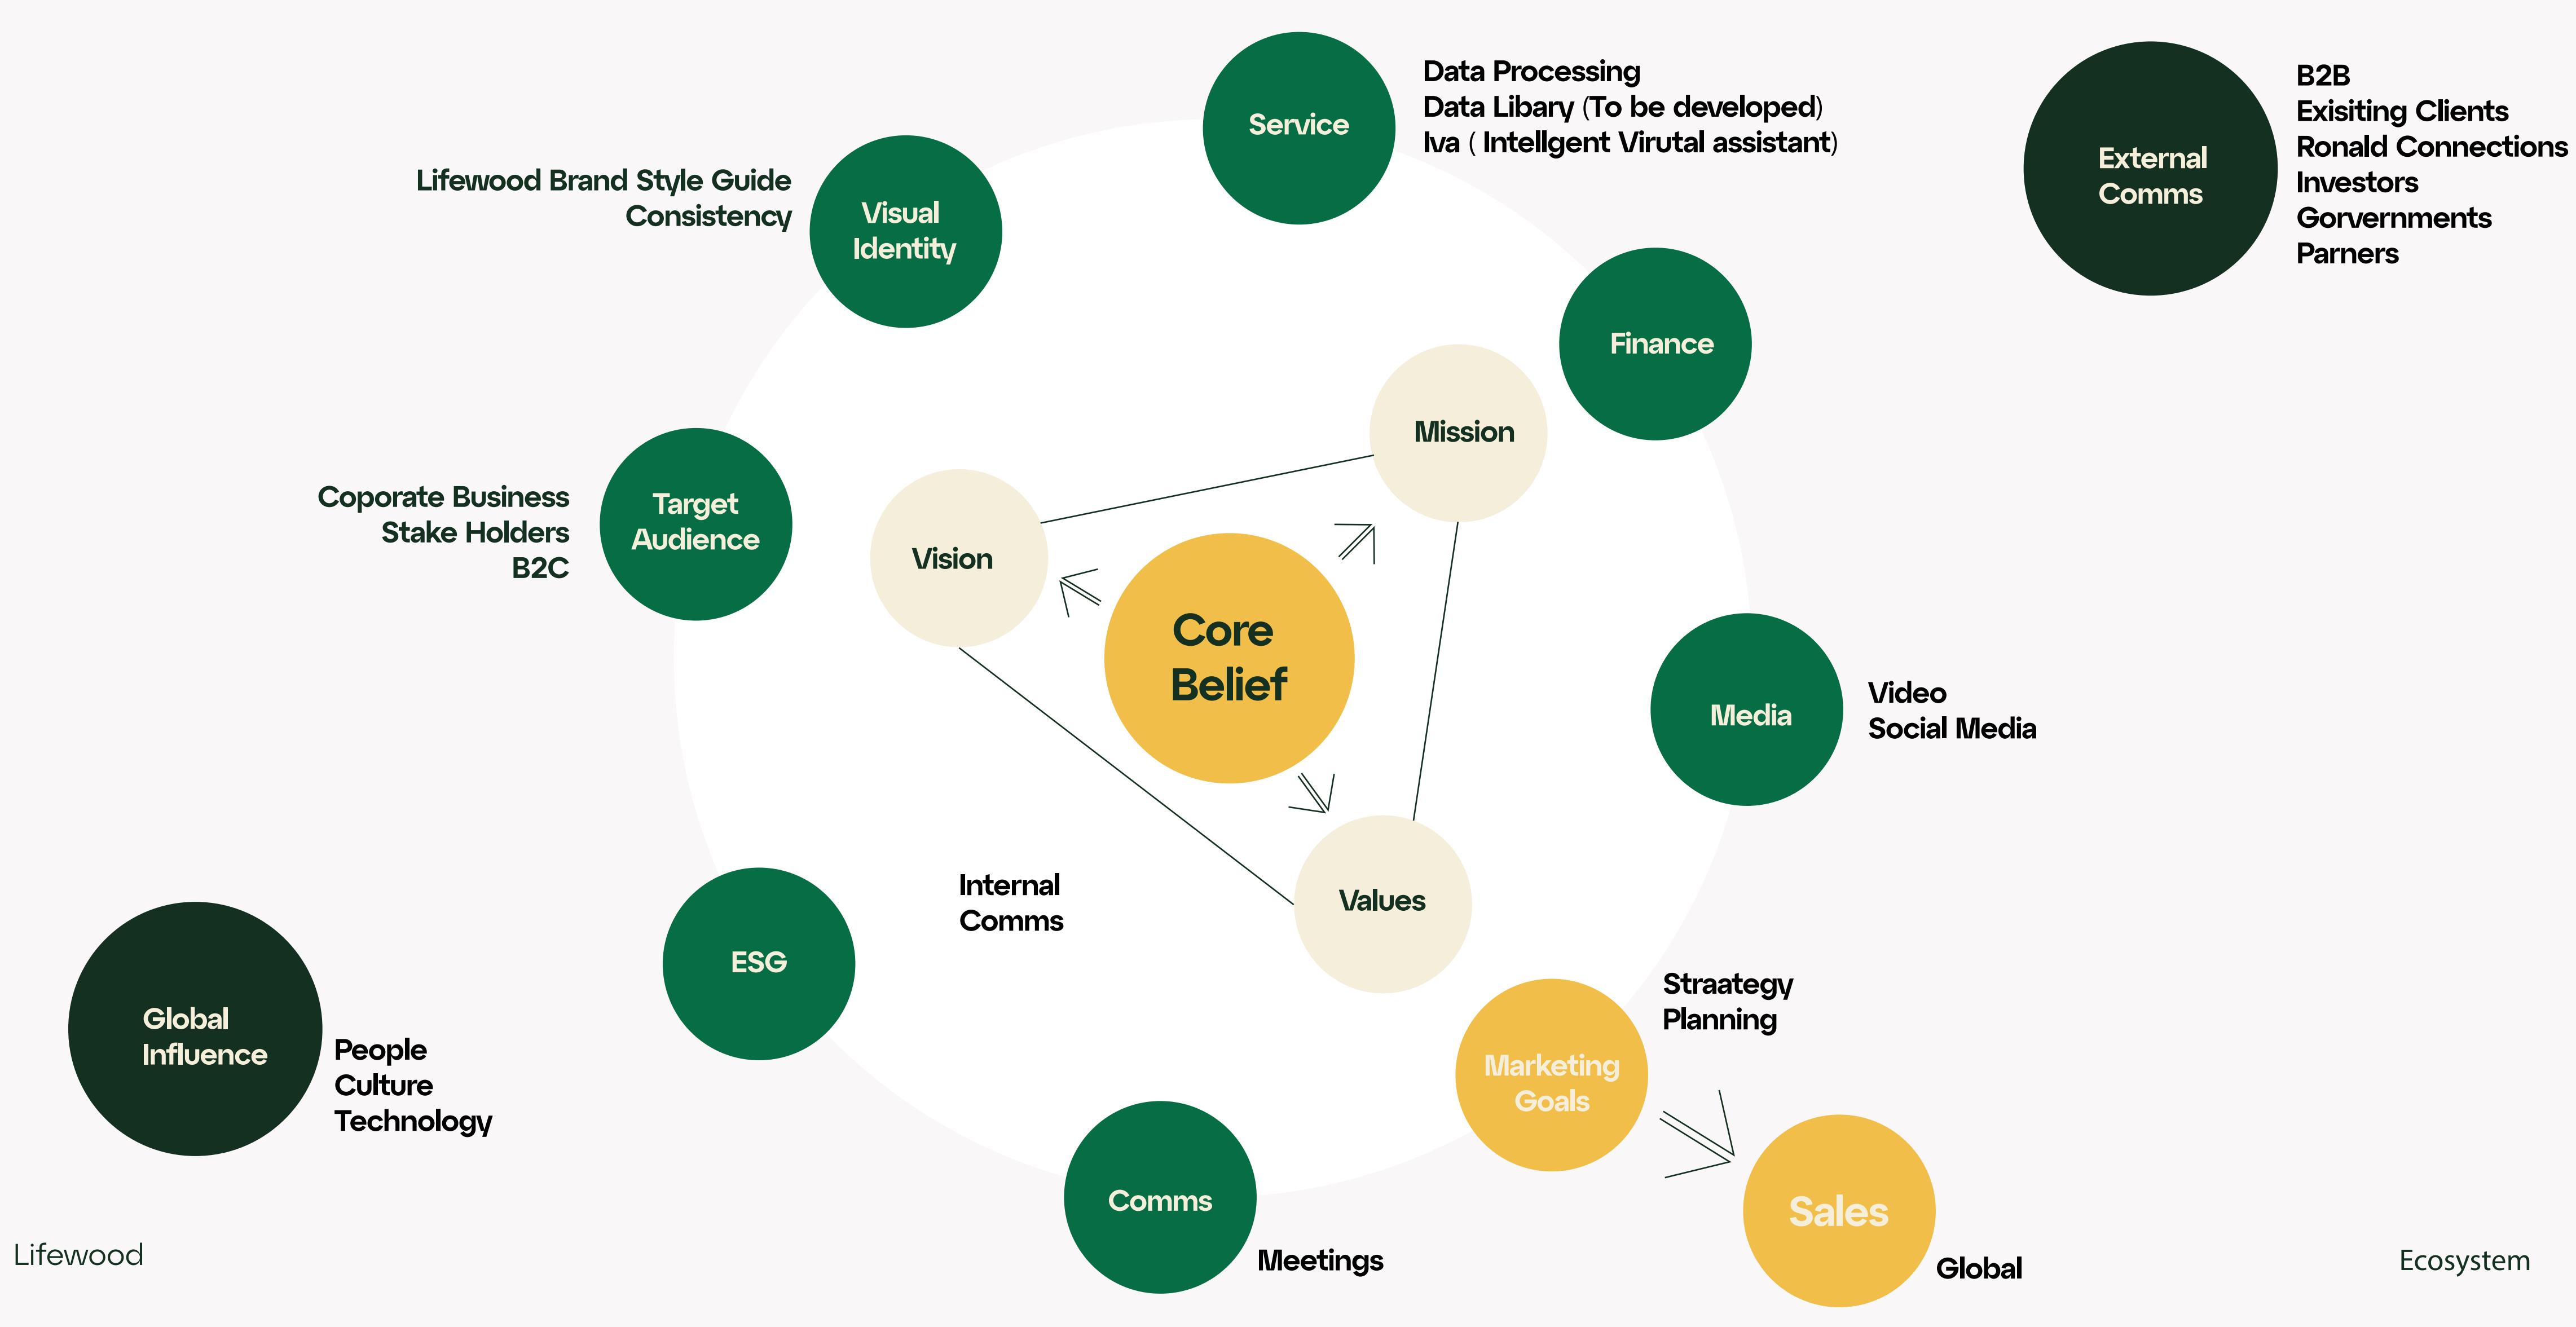 Service
Data Processing
Data Libary (To be developed)
Iva ( Intellgent Virutal assistant)
External
Comms
B2B
Exisiting Clients
Ronald Connections
Investors
Gorvernments
Parners
Lifewood Brand Style Guide
Consistency
Visual
Identity
Finance
Mission
Coporate Business
Stake Holders
B2C
Target
Audience
Vision
Core
Belief
Media
Video
Social Media
Internal
Comms
Values
ESG
Global
Influence
People
Culture
Technology
Straategy
Planning
Marketing
Goals
Comms
Meetings
Sales
Global
Lifewood
Ecosystem